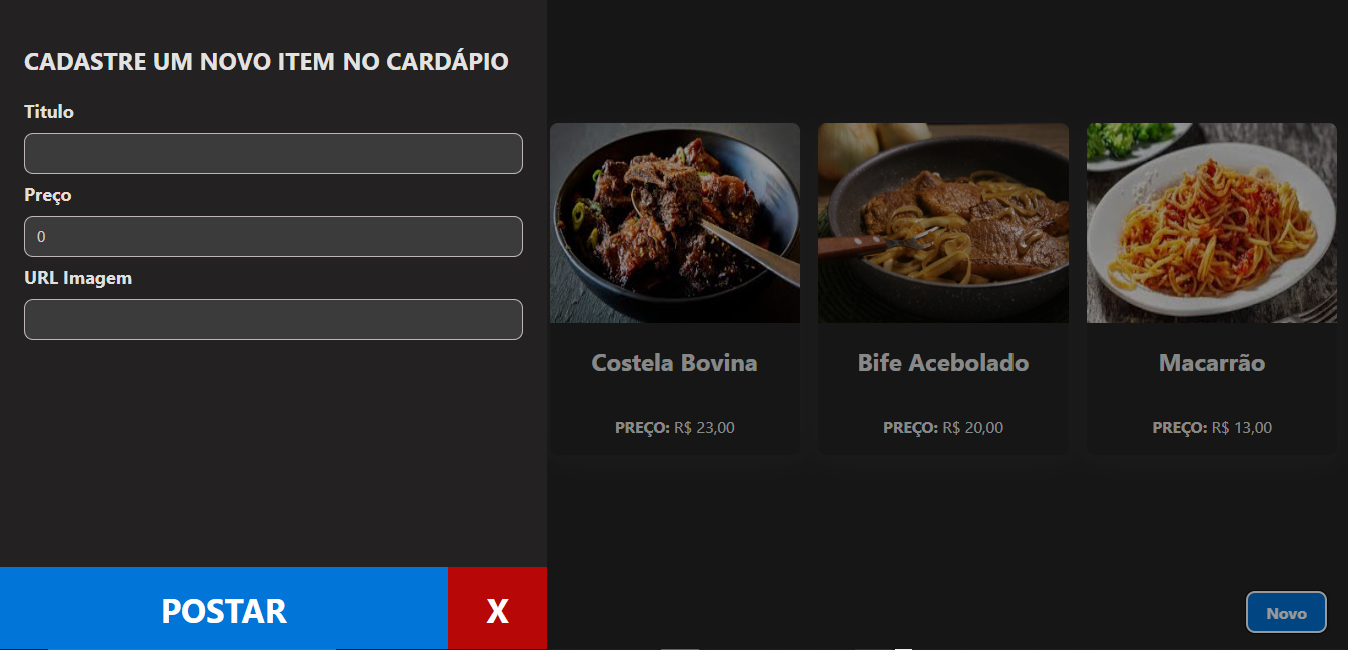 CADASTRE UM NOVO ITEM NO CARDÁPIO
Titulo
Preço
0
URL Imagem
POSTAR
X
Costela Bovina
PREÇO: R$ 23,00
Bife Acebolado
PREÇO: R$ 20,00
Macarrão
PREÇO: R$ 13,00
Novo